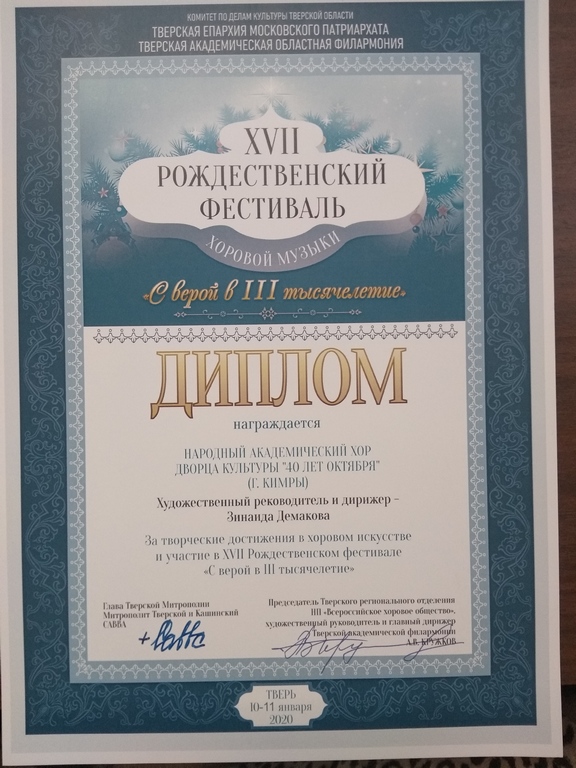 КОМИТЕТ ПО ДЕЛАМ КУЛЬТУРЫ ТВЕРСКОЙ ОБЛАСТИ
ТВЕРСКАЯ ЕПАРХИЯ МОСКОВСКОГО ПАТРИАРХАТА
ТВЕРСКАЯ АКАДЕМИЧЕСКАЯ ОБЛАСТНАЯ ФИЛАРМОНИЯ
XVII
РОЖДЕСТВЕНСКИЙ
ФЕСТИВАЛЬ
ХОРОВОЙ МУЗЫКИ
«С верой в III тысячелетие»
ДИПЛОМ
награждается
НАРОДНЫЙ АКАДЕМИЧЕСКИЙ ХОР
ДВОРЦА КУЛЬТУРЫ "40 ЛЕТ ОКТЯБРЯ"
(Г. КИМРЫ)
Художественный рековолитель и дирижер –
Зинаида Демакова
За творческие достижения в хоровом искусстве
и участие в XVII Рождественском фестивале
«С верой в III тысячелетие»
Глава Тверской Митрополии
Митрополит Тверской и Кашинский
САВВА
+ Савва
Председатель Тверского регионального отделения
НП «Всероссийское хоровое общество»,
художественный руководитель и главный дирижер
Тверской академической филармонии
А.В. КРУЖКОВ
ТВЕРЬ
10-11 января
2020